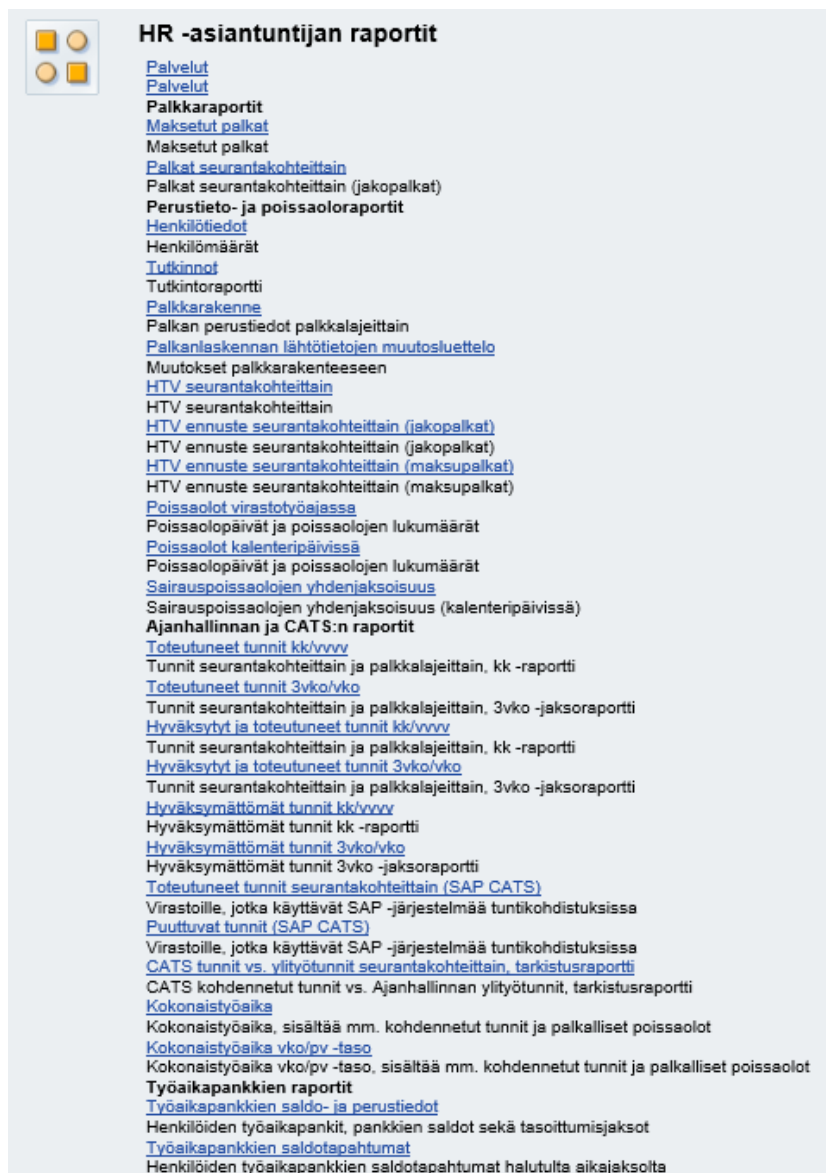 HR -asiantuntijan raportit
Palvelut
Palvelut
Palkkaraportit
Maksetut palkat
Maksetut palkat
Palkat seurantakohteittain
Palkat seurantakohteittain (jakopalkat)
Perustieto- ja poissaoloraportit
Henkilötiedot
Henkilömäärät
Tutkinnot
Tutkintoraportti
Palkkarakenne
Palkan perustiedot palkkalajeittain
Palkanlaskennan lähtötietojen muutosluettelo
Muutokset palkkarakenteeseen
HTV seurantakohteittain
HTV seurantakohteittain
HTV ennuste seurantakohteittain (jakopalkat)
HTV ennuste seurantakohteittain (jakopalkat)
HTV ennuste seurantakohteittain (maksupalkat)
HTV ennuste seurantakohteittain (maksupalkat)
Poissaolot virastotyöajassa
Poissaolopäivät ja poissaolojen lukumäärät
Poissaolot kalenteripäivissä
Poissaolopäivät ja poissaolojen lukumäärät
Sairauspoissaolojen yhdenjaksoisuus
Sairauspoissaolojen yhdenjaksoisuus (kalenteripäivissä)
Ajanhallinnan ja CATS:n raportit
Toteutuneet tunnit kk/vvvv
Tunnit seurantakohteittain ja palkkalajeittain, kk -raportti
Toteutuneet tunnit 3vko/vko
Tunnit seurantakohteittain ja palkkalajeittain, 3vko -jaksoraportti
Hyväksytyt ja toteutuneet tunnit kk/vvvv
Tunnit seurantakohteittain ja palkkalajeittain, kk -raportti
Hyväksytyt ja toteutuneet tunnit 3vko/vko
Tunnit seurantakohteittain ja palkkalajeittain, 3vko -jaksoraportti
Hyväksymättömät tunnit kk/vvvv
Hyväksymättömät tunnit kk -raportti
Hyväksymättömät tunnit 3vko/vko
Hyväksymättömät tunnit 3vko -jaksoraportti
Toteutuneet tunnit seurantakohteittain (SAP CATS)
Virastoille, jotka käyttävät SAP -järjestelmää tuntikohdistuksissa
Puuttuvat tunnit (SAP CATS)
Virastoille, jotka käyttävät SAP -järjestelmää tuntikohdistuksissa
CATS tunnit vs. ylityötunnit seurantakohteittain, tarkistusraportti
CATS kohdennetut tunnit vs. Ajanhallinnan ylityötunnit, tarkistusraportti
Kokonaistyöaika
Kokonaistyöaika, sisältää mm. kohdennetut tunnit ja palkalliset poissaolot
Kokonaistyöaika vko/pv -taso
Kokonaistyöaika vko/pv -taso, sisältää mm. kohdennetut tunnit ja palkalliset poissaolot
Työaikapankkien raportit
Työaikapankkien saldo- ja perustiedot
Henkilöiden työaikapankit, pankkien saldot sekä tasoittumisjaksot
Työaikapankkien saldotapahtumat
Henkilöiden työaikapankkien saldotapahtumat halutulta aikajaksolta